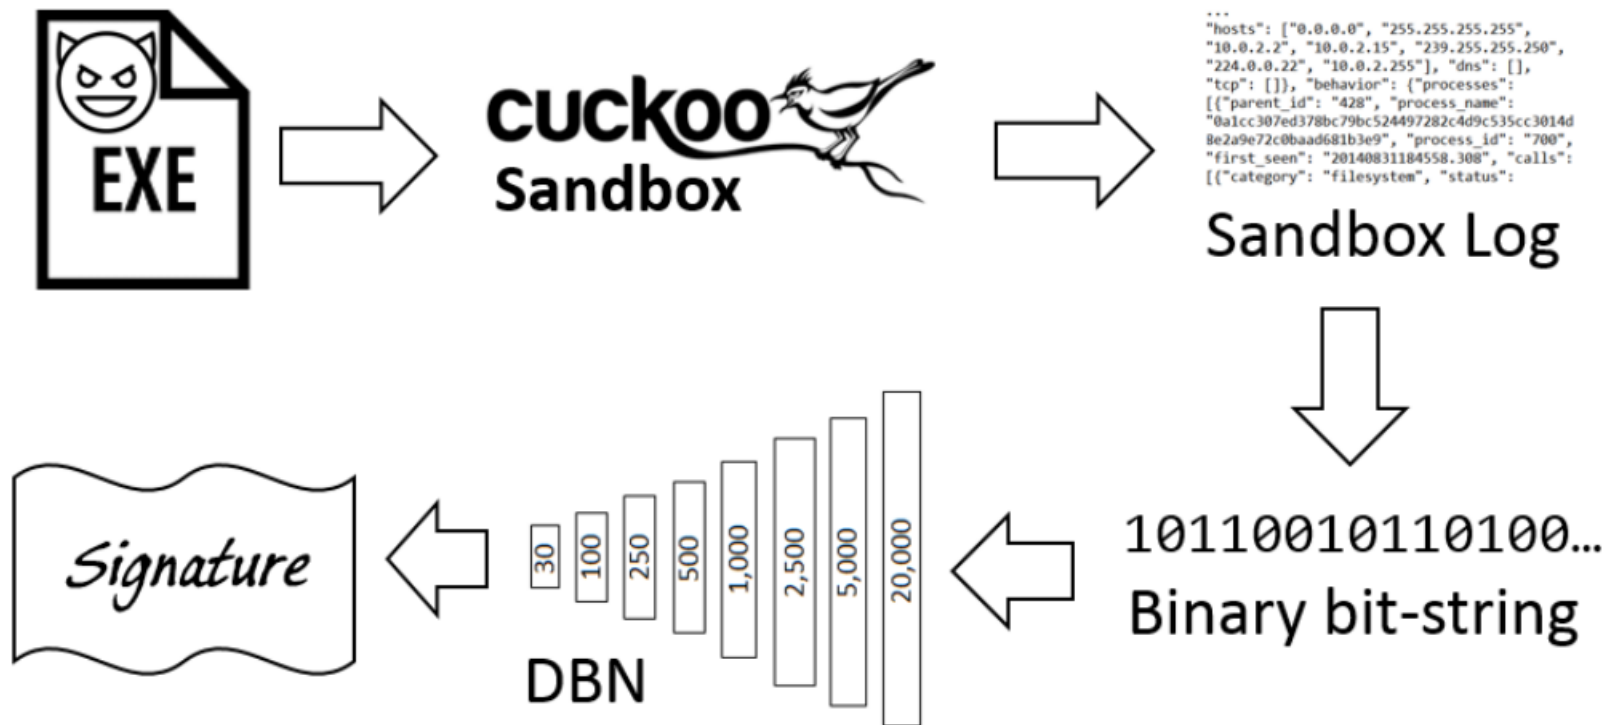 EXE
cuckoo
Sandbox
...
"hosts": ["0.0.0.0", "255.255.255.255",
"10.0.2.2", "10.0.2.15", "239.255.255.250",
"224.0.0.22", "10.0.2.255"], "dns": [],
"tcp": []}, "behavior": {"processes":
[{"parent_id": "428", "process_name":
"0a1cc307ed378bc79bc524497282c4d9c535cc3014d
8e2a9e72c0baad681b3e9", "process_id": "700",
"first_seen": "20140831184558.308", "calls":
[{"category": "filesystem", "status":
Sandbox Log
10110010110100...
Binary bit-string
20,000
5,000
2,500
1,000
500
250
100
30
DBN
Signature